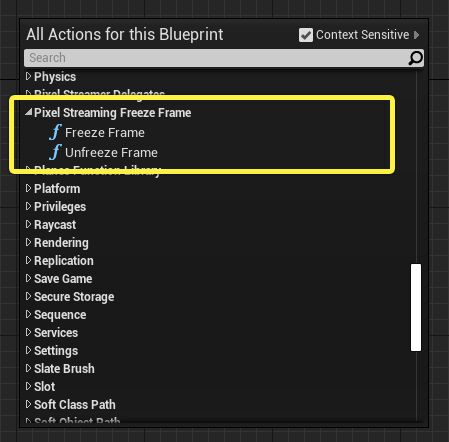 All Actions for this Blueprint
Context Sensitive
Search
Physics
Pixel Streamer Delegates
Pixel Streaming Freeze Frame
f Freeze Frame
f Unfreeze Frame
Planes Function Library
Platform
Privileges
Raycast
Rendering
Replication
Save Game
Secure Storage
Sequence
Services
Settings
Slate Brush
Slot
Soft Class Path
Soft Object Path